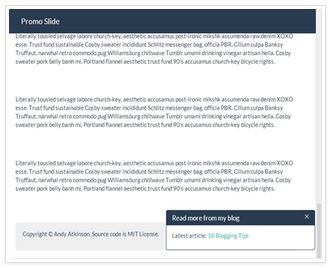 Promo Slide
Literally tousled selvage labore church-key, aesthetic accusamus post-ironic mlkshk assumenda raw denim XOXO
esse. Trust fund sustainable Cosby sweater incididunt Schlitz messenger bag, officia PBR. Cillum culpa Banksy
Truffaut, narwhal retro commodo pug Williamsburg chillwave Tumblr umami drinking vinegar artisan hella. Cosby
sweater pork belly banh mi, Portland flannel aesthetic trust fund 90's accusamus church-key bicycle rights.
Literally tousled selvage labore church-key, aesthetic accusamus post-ironic mlkshk assumenda raw denim XOXO
esse. Trust fund sustainable Cosby sweater incididunt Schlitz messenger bag, officia PBR. Cillum culpa Banksy
Truffaut, narwhal retro commodo pug Williamsburg chillwave Tumblr umami drinking vinegar artisan hella. Cosby
sweater pork belly banh mi, Portland flannel aesthetic trust fund 90's accusamus church-key bicycle rights.
Literally tousled selvage labore church-key, aesthetic accusamus post-ironic mlkshk assumenda raw denim XOXO
esse. Trust fund sustainable Cosby sweater incididunt Schlitz messenger bag, officia PBR. Cillum culpa Banksy
Truffaut, narwhal retro commodo pug Williamsburg chillwave Tumblr umami drinking vinegar artisan hella. Cosby
sweater pork belly banh mi, Portland flannel aesthetic trust fund 90's accusamus church-key bicycle rights.
Read more from my blog ×
Copyright © Andy Atkinson. Source code is MIT License.
Latest article: 10 Blogging Tips